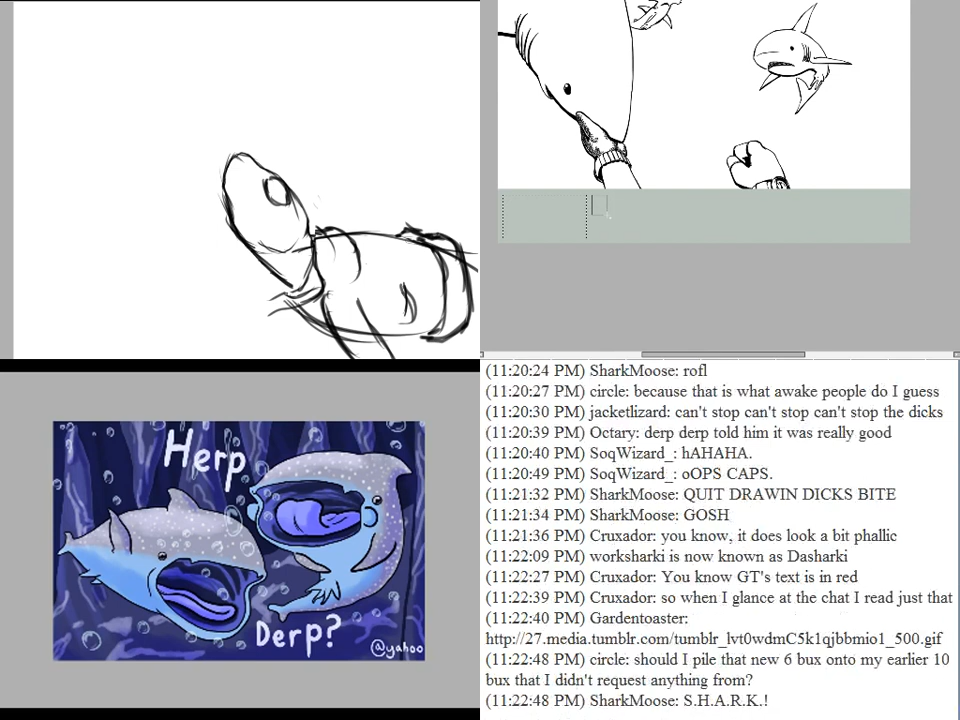 (11:20:24 PM) SharkMoose: rofl
(11:20:27 PM) circle: because that is what awake people do I guess
(11:20:30 PM) jacketlizard: can't stop can't stop can't stop the dicks
(11:20:39 PM) Octary: derp derp told him it was really good
(11:20:40 PM) SoqWizard_: hAHAHA.
(11:20:49 PM) SoqWizard_: oOPS CAPS.
(11:21:32 PM) SharkMoose: QUIT DRAWIN DICKS BITE
(11:21:34 PM) SharkMoose: GOSH
(11:21:36 PM) Cruxador: you know, it does look a bit phallic
(11:22:09 PM) worksharki is now known as Dasharki
(11:22:27 PM) Cruxador: You know GT's text is in red
(11:22:39 PM) Cruxador: so when I glance at the chat I read just that
(11:22:40 PM) Gardentoaster:
http://27.media.tumblr.com/tumblr_lvt0wdmC5k1qjbbmio1_500.gif
(11:22:48 PM) circle: should I pile that new 6 bux onto my earlier 10
bux that I didn't request anything from?
(11:22:48 PM) SharkMoose: S.H.A.R.K.!
Herp
Derp?
@yahoo